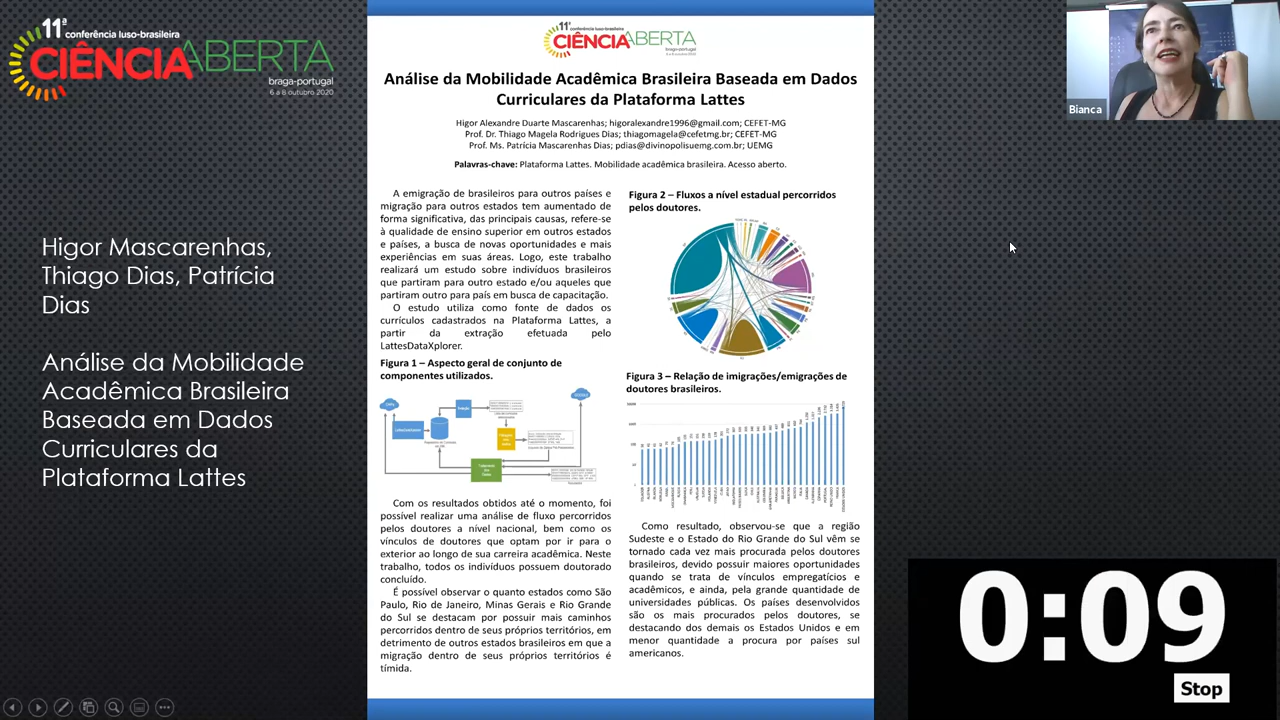 11ª
conferência luso-brasileira
CIÊNCIAABERTA
braga-portugal
6 a 8 outubro 2020
Higor Mascarenhas,
Thiago Dias, Patrícia
Dias
Análise da Mobilidade
Acadêmica Brasileira
Baseada em Dados
Curriculares da
Plataforma Lattes
11ª
conferência luso-brasileira
CIÊNCIAABERTA
braga-portugal
6 a 8 outubro 2020
Análise da Mobilidade Acadêmica Brasileira Baseada em Dados
Curriculares da Plataforma Lattes
Higor Alexandre Duarte Mascarenhas; higoralexandre1996@gmail.com; CEFET-MG
Prof. Dr. Thiago Magela Rodrigues Dias; thiagomagela@cefetmg.br; CEFET-MG
Prof. Ms. Patrícia Mascarenhas Dias; pdias@divinopolisuemg.com.br; UEMG
Palavras-chave: Plataforma Lattes. Mobilidade acadêmica brasileira. Acesso aberto.
A emigração de brasileiros para outros países e
migração para outros estados tem aumentado de
forma significativa, das principais causas, refere-se
à qualidade de ensino superior em outros estados
e países, a busca de novas oportunidades e mais
experiências em suas áreas. Logo, este trabalho
realizará um estudo sobre indivíduos brasileiros
que partiram para outro estado e/ou aqueles que
partiram outro para país em busca de capacitação.
O estudo utiliza como fonte de dados os
currículos cadastrados na Plataforma Lattes, a
partir da extração efetuada pelo
LattesDataXplorer.
Figura 1 – Aspecto geral de conjunto de
componentes utilizados.
Com os resultados obtidos até o momento, foi
possível realizar uma análise de fluxo percorridos
pelos doutores a nível nacional, bem como os
vínculos de doutores que optam por ir para o
exterior ao longo de sua carreira acadêmica. Neste
trabalho, todos os indivíduos possuem doutorado
concluído.
É possível observar o quanto estados como São
Paulo, Rio de Janeiro, Minas Gerais e Rio Grande
do Sul se destacam por possuir mais caminhos
percorridos dentro de seus próprios territórios, em
detrimento de outros estados brasileiros em que a
migração dentro de seus próprios territórios é
tímida.
Figura 2 – Fluxos a nível estadual percorridos
pelos doutores.
Figura 3 – Relação de imigrações/emigrações de
doutores brasileiros.
Como resultado, observou-se que a região
Sudeste e o Estado do Rio Grande do Sul vêm se
tornado cada vez mais procurada pelos doutores
brasileiros, devido possuir maiores oportunidades
quando se trata de vínculos empregatícios e
acadêmicos, e ainda, pela grande quantidade de
universidades públicas. Os países desenvolvidos
são os mais procurados pelos doutores, se
destacando dos demais os Estados Unidos e em
menor quantidade a procura por países sul
americanos.
Bianca
0:09
Stop